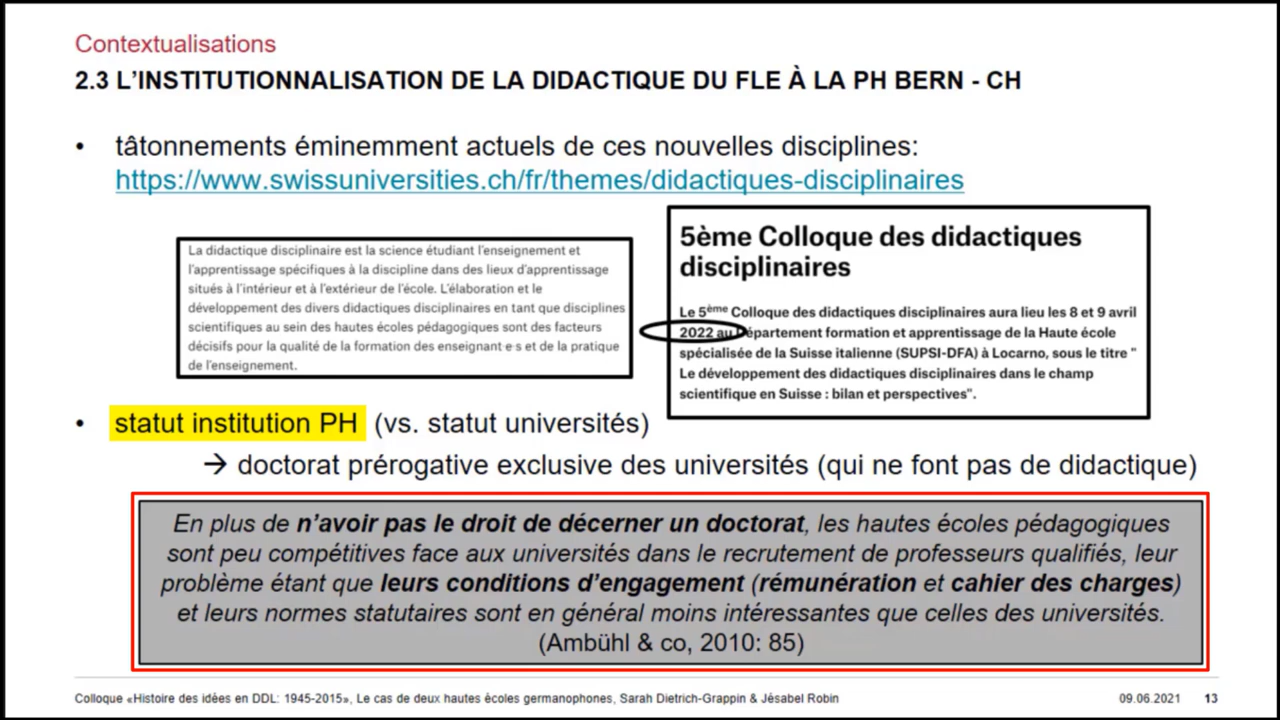 Contextualisations
2.3 L’INSTITUTIONNALISATION DE LA DIDACTIQUE DU FLE À LA PH BERN - CH
• tâtonnements éminemment actuels de ces nouvelles disciplines:
https://www.swissuniversities.ch/fr/themes/didactiques-disciplinaires
La didactique disciplinaire est la science étudiant l'enseignement et
l'apprentissage spécifiques à la discipline dans des lieux d'apprentissage
situés à l'intérieur et à l'extérieur de l'école. L'élaboration et le
développement des divers didactiques disciplinaires en tant que disciplines
scientifiques au sein des hautes écoles pédagogiques sont des facteurs
décisifs pour la qualité de la formation des enseignant·e·s et de la pratique
de l'enseignement.
5ème Colloque des didactiques
disciplinaires
Le 5ème Colloque des didactiques disciplinaires aura lieu les 8 et 9 avril
2022 au Département formation et apprentissage de la Haute école
spécialisée de la Suisse italienne (SUPSI-DFA) à Locarno, sous le titre "
Le développement des didactiques disciplinaires dans le champ
scientifique en Suisse : bilan et perspectives".
• statut institution PH (vs. statut universités)
→ doctorat prérogative exclusive des universités (qui ne font pas de didactique)
En plus de n’avoir pas le droit de décerner un doctorat, les hautes écoles pédagogiques
sont peu compétitives face aux universités dans le recrutement de professeurs qualifiés, leur
problème étant que leurs conditions d’engagement (rémunération et cahier des charges)
et leurs normes statutaires sont en général moins intéressantes que celles des universités.
(Ambühl & co, 2010: 85)
Colloque «Histoire des idées en DDL: 1945-2015», Le cas de deux hautes écoles germanophones, Sarah Dietrich-Grappin & Jésabel Robin
09.06.2021 13